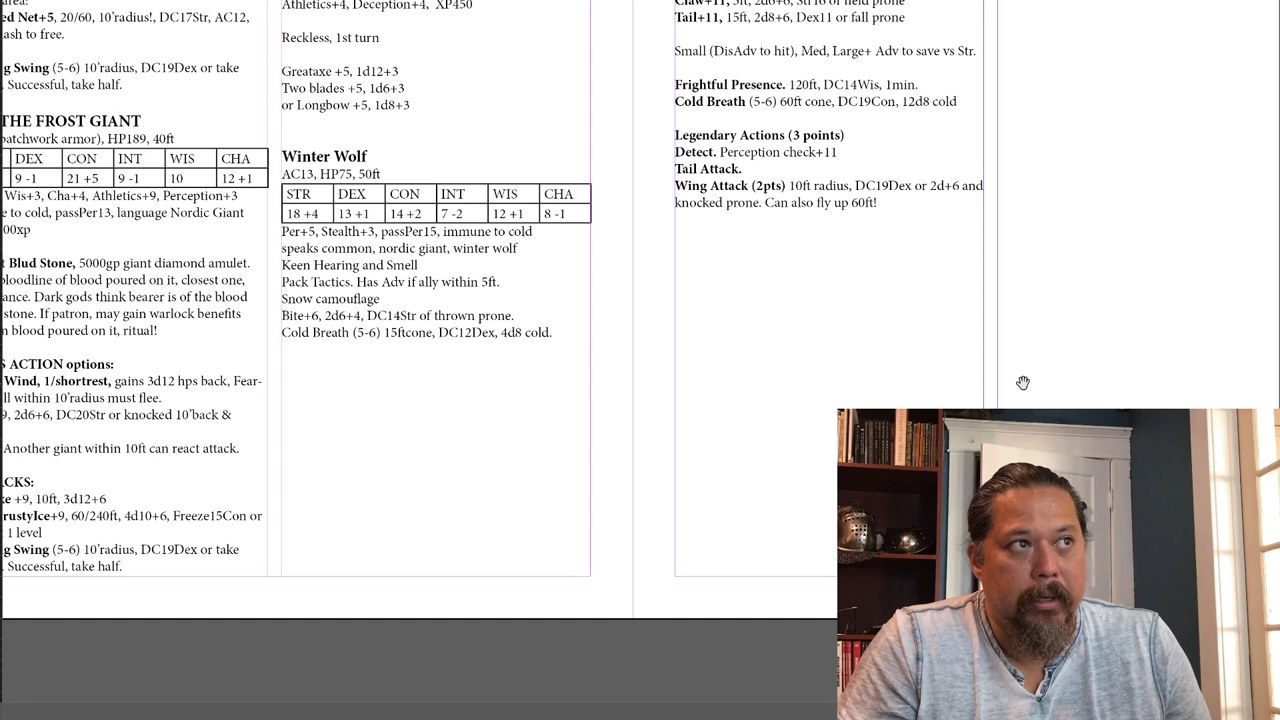 area:
ed Net+5, 20/60, 10'radius!, DC17Str, AC12,
ash to free.
g Swing (5-6) 10'radius, DC19Dex or take
. Successful, take half.
THE FROST GIANT
patchwork armor), HP189, 40ft
DEX CON INT WIS CHA
9 -1 21 +5 9 -1 10 12 +1
Wis+3, Cha+4, Athletics+9, Perception+3
e to cold, passPer13, language Nordic Giant
00xp
t Blud Stone, 5000gp giant diamond amulet.
bloodline of blood poured on it, closest one,
ance. Dark gods think bearer is of the blood
stone. If patron, may gain warlock benefits
n blood poured on it, ritual!
S ACTION options:
Wind, 1/shortrest, gains 3d12 hps back, Fear-
ll within 10'radius must flee.
9, 2d6+6, DC20Str or knocked 10'back &
Another giant within 10ft can react attack.
CKS:
ke +9, 10ft, 3d12+6
rustyIce+9, 60/240ft, 4d10+6, Freeze15Con or
1 level
g Swing (5-6) 10'radius, DC19Dex or take
. Successful, take half.
Athletics+4, Deception+4, XP450
Reckless, 1st turn
Greataxe +5, 1d12+3
Two blades +5, 1d6+3
or Longbow +5, 1d8+3
Winter Wolf
AC13, HP75, 50ft
STR DEX CON INT WIS CHA
18 +4 13 +1 14 +2 7 -2 12 +1 8 -1
Per+5, Stealth+3, passPer15, immune to cold
speaks common, nordic giant, winter wolf
Keen Hearing and Smell
Pack Tactics. Has Adv if ally within 5ft.
Snow camouflage
Bite+6, 2d6+4, DC14Str of thrown prone.
Cold Breath (5-6) 15ftcone, DC12Dex, 4d8 cold.
Claw+11, 5ft, 2d6+6, Str16 or held prone
Tail+11, 15ft, 2d8+6, Dex11 or fall prone
Small (DisAdv to hit), Med, Large+ Adv to save vs Str.
Frightful Presence. 120ft, DC14Wis, 1min.
Cold Breath (5-6) 60ft cone, DC19Con, 12d8 cold
Legendary Actions (3 points)
Detect. Perception check+11
Tail Attack.
Wing Attack (2pts) 10ft radius, DC19Dex or 2d+6 and
knocked prone. Can also fly up 60ft!